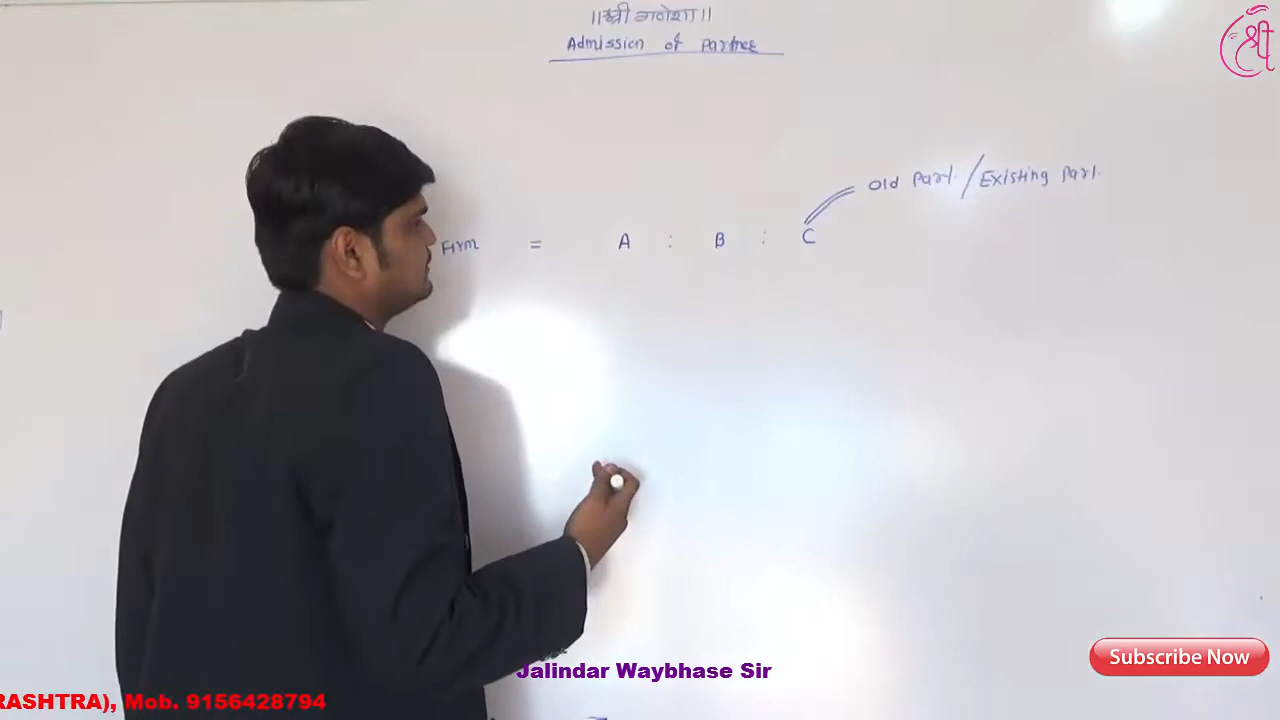 ॥श्री गणेशा॥
Admission of Partner
श्री
Old Part. / Existing Part.
Firm = A : B : C
Jalindar Waybhase Sir
Subscribe Now
RASHTRA), Mob. 9156428794